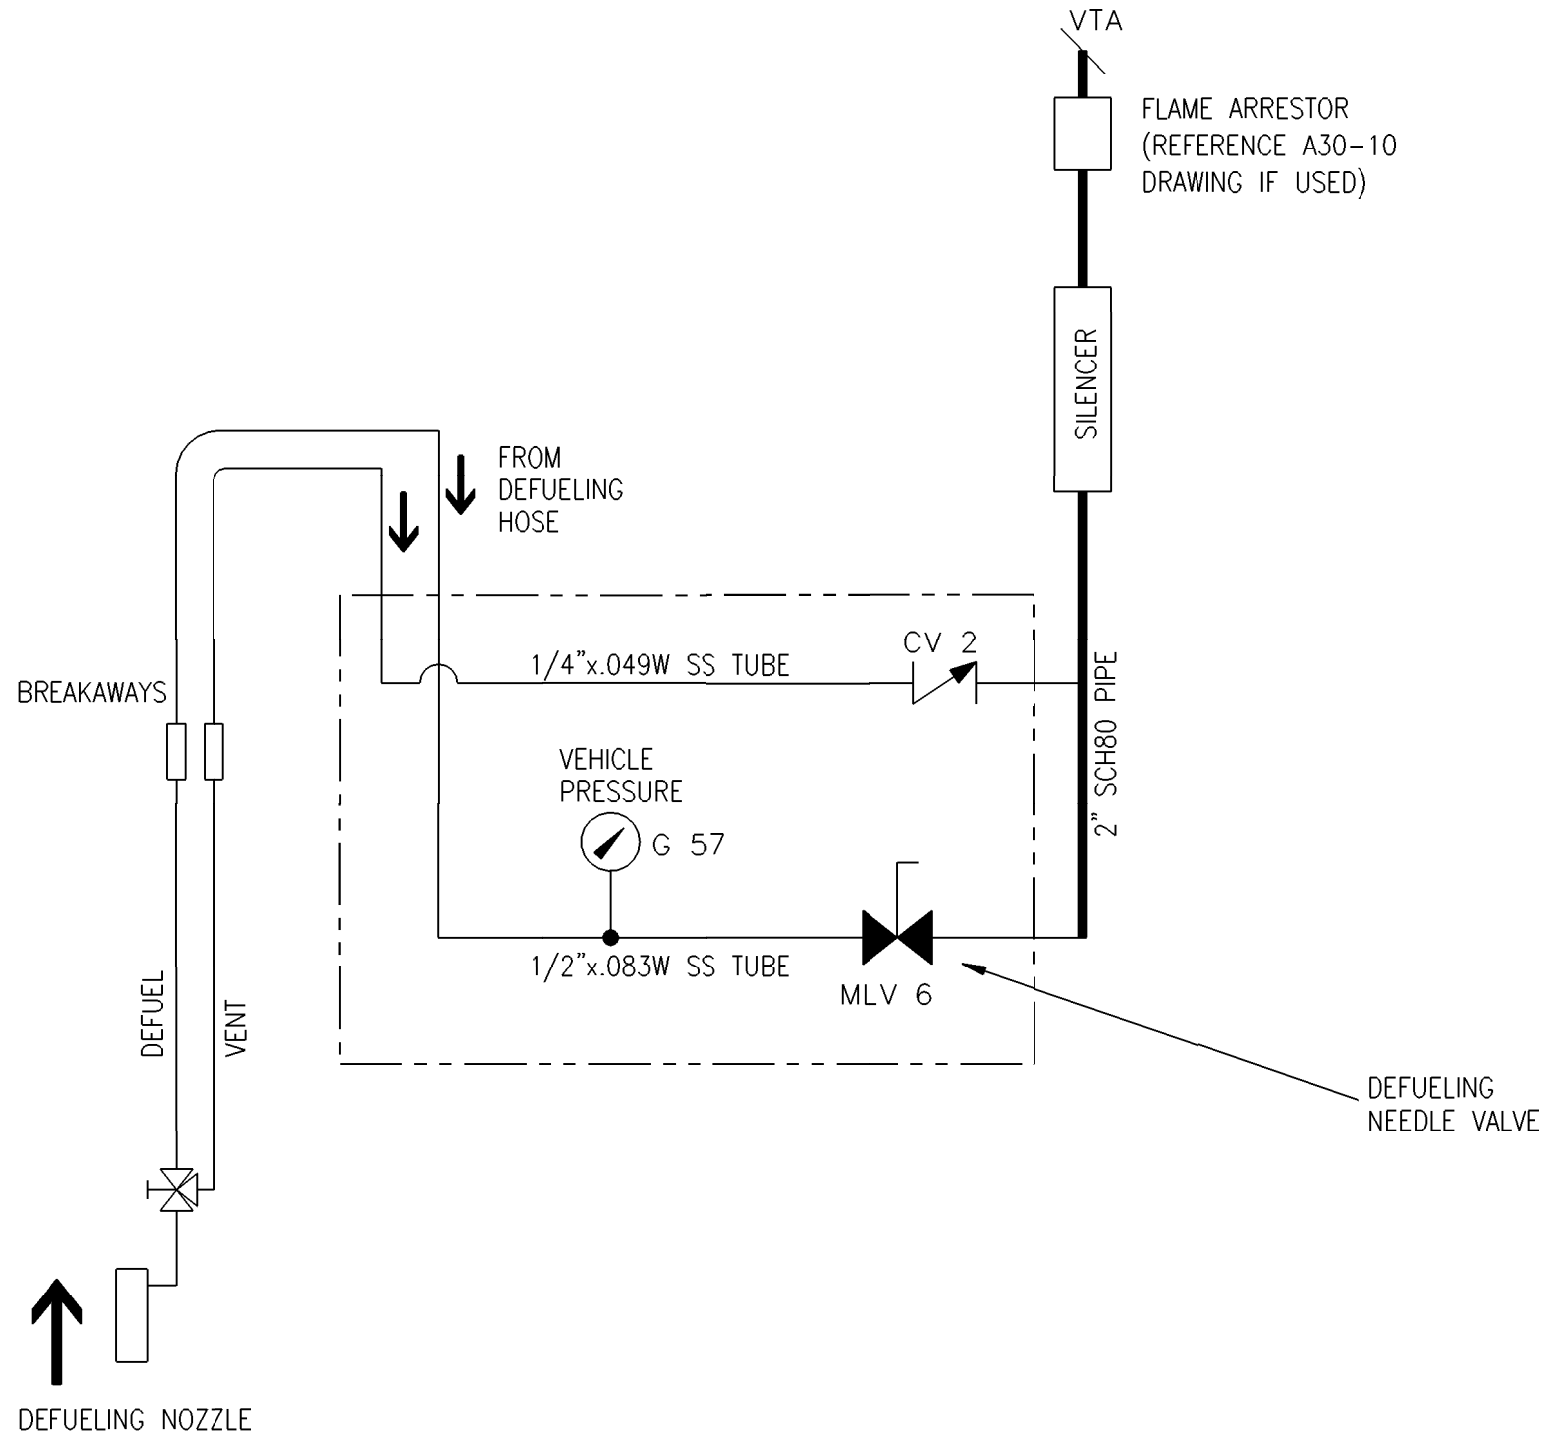 VTA
FLAME ARRESTOR
(REFERENCE A30-10
DRAWING IF USED)
SILENCER
FROM
DEFUELING
HOSE
CV 2
1/4"x.049W SS TUBE
BREAKAWAYS
2" SCH80 PIPE
VEHICLE
PRESSURE
G 57
1/2"x.083W SS TUBE
MLV 6
DEFUEL
VENT
DEFUELING
NEEDLE VALVE
DEFUELING NOZZLE